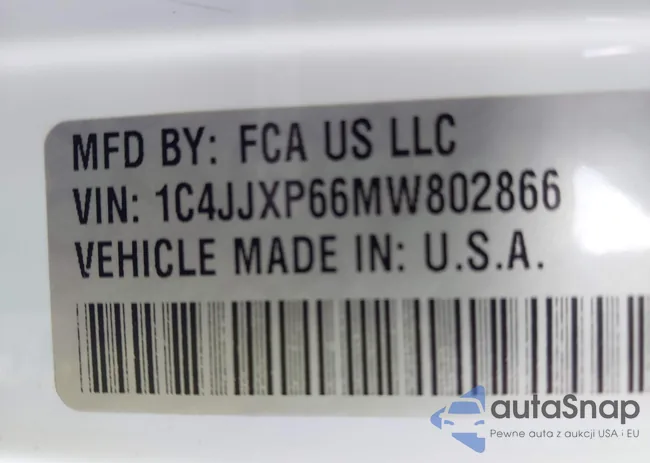 MFD BY: FCA US LLC
VIN: 1C4JJXP66MW802866
VEHICLE MADE IN: U.S.A.
autaSnap
Pewne auta z aukcji USA i EU